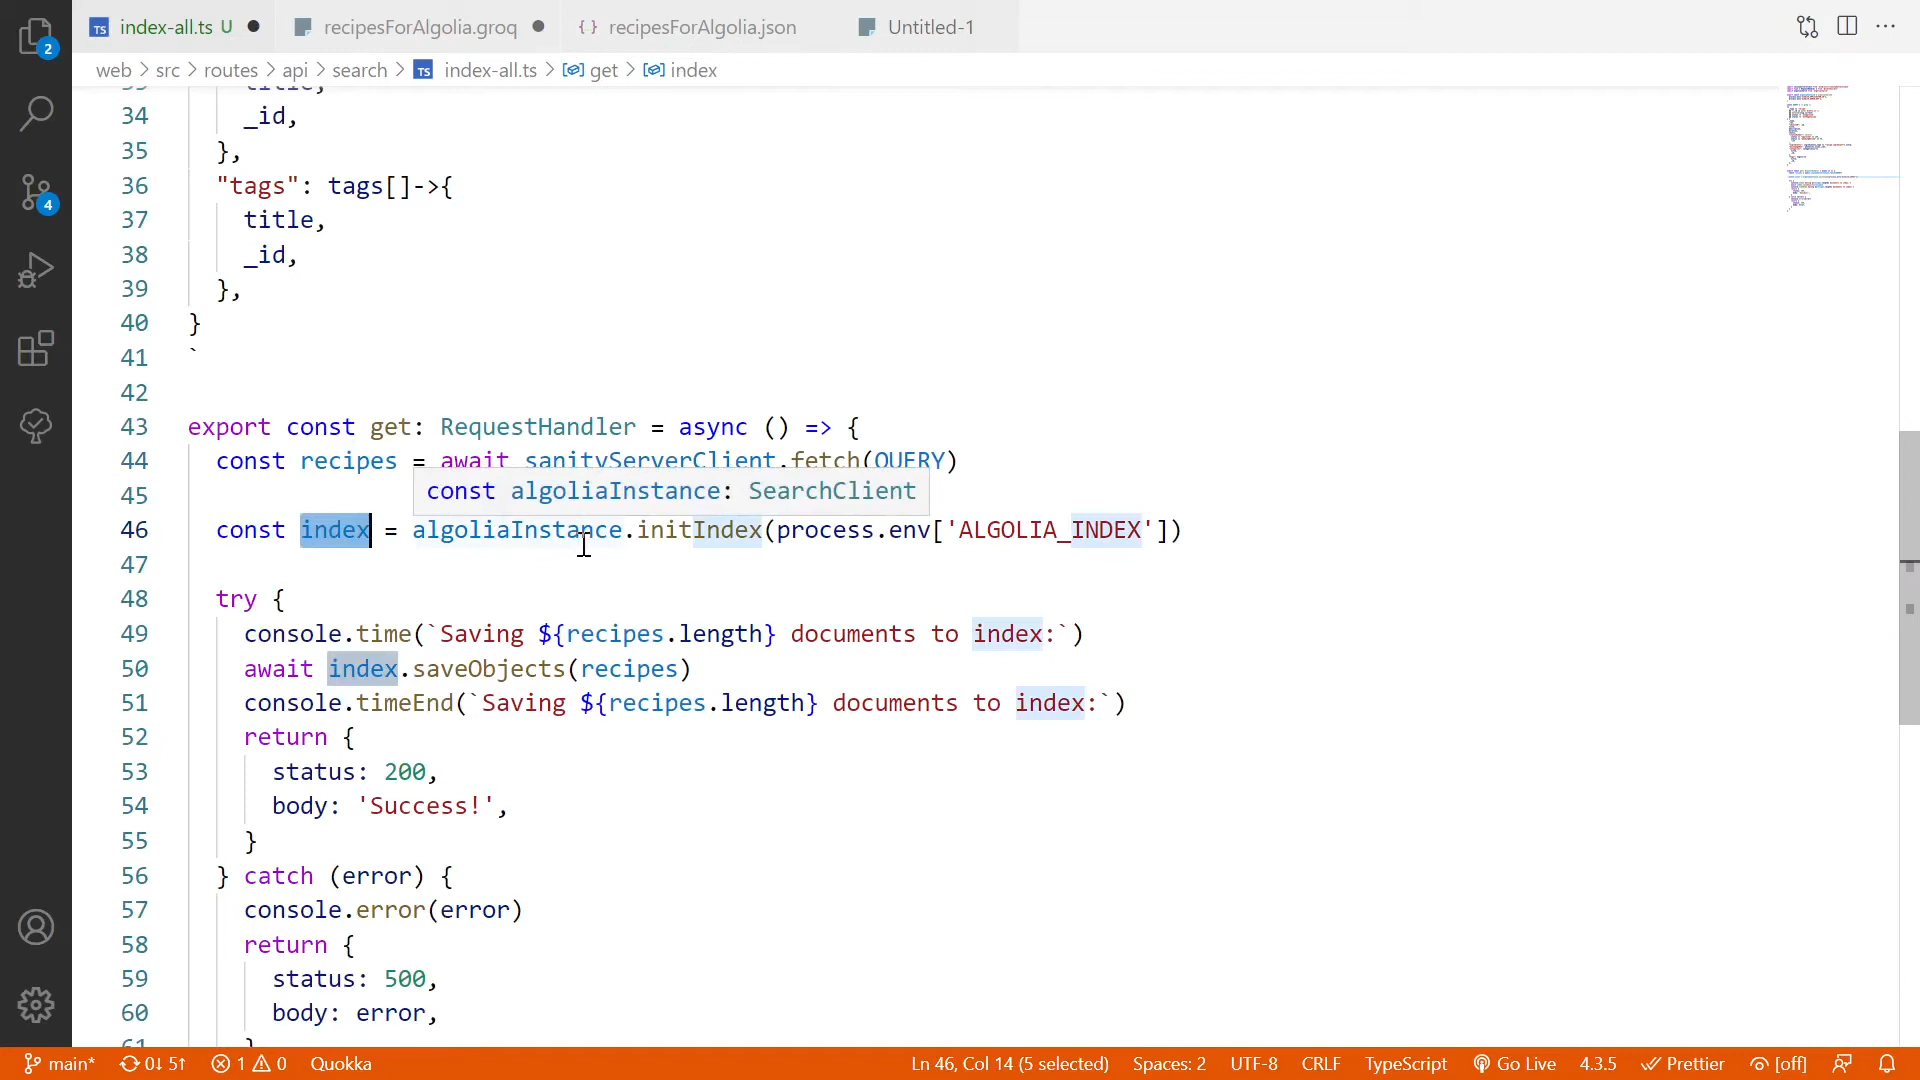 2
4
TS index-all.ts U
recipesForAlgolia.groq
{ } recipesForAlgolia.json
Untitled-1
web > src > routes > api > search > TS index-all.ts > get > index
33 title,
34 _id,
35 },
36 "tags": tags[]->{
37 title,
38 _id,
39 },
40 }
41 `
42
43 export const get: RequestHandler = async () => {
44 const recipes = await sanityServerClient.fetch(QUERY)
const algoliaInstance: SearchClient
45
46 const index = algoliaInstance.initIndex(process.env['ALGOLIA_INDEX'])
47
48 try {
49 console.time(`Saving ${recipes.length} documents to index:`)
50 await index.saveObjects(recipes)
51 console.timeEnd(`Saving ${recipes.length} documents to index:`)
52 return {
53 status: 200,
54 body: 'Success!',
55 }
56 } catch (error) {
57 console.error(error)
58 return {
59 status: 500,
60 body: error,
61 }
main* 0↓ 5↑ 1 0 Quokka Ln 46, Col 14 (5 selected) Spaces: 2 UTF-8 CRLF TypeScript Go Live 4.3.5 Prettier [off]